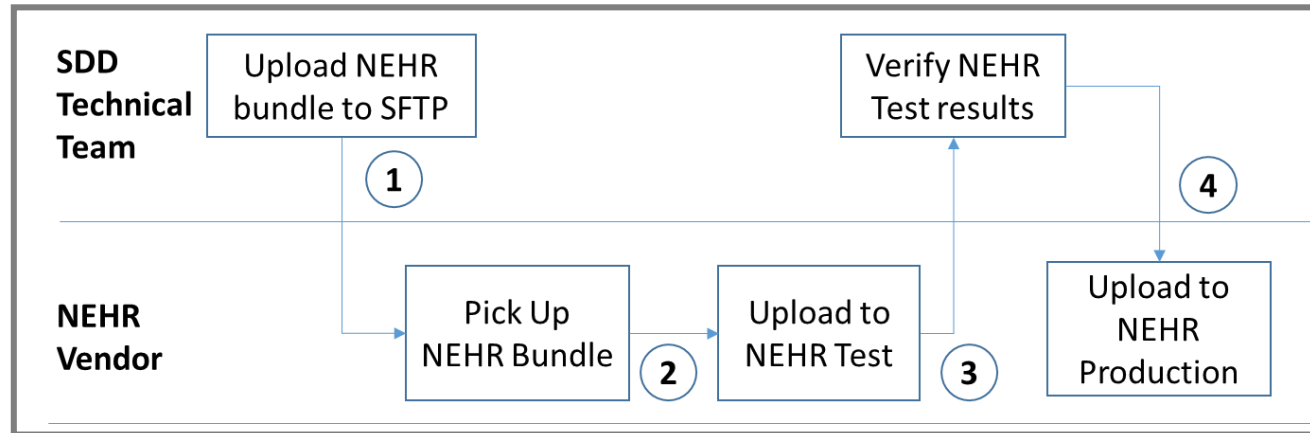 SDD
Technical
Team
Upload NEHR
bundle to SFTP
Verify NEHR
Test results
1
4
NEHR
Vendor
Pick Up
NEHR Bundle
2
Upload to
NEHR Test
3
Upload to
NEHR
Production